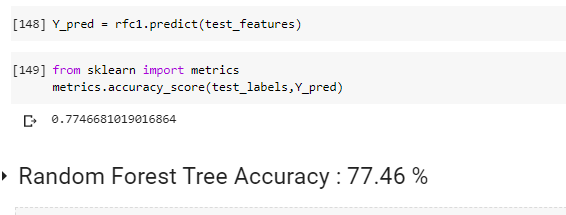 [148] Y_pred = rfc1.predict(test_features)
[149] from sklearn import metrics
metrics.accuracy_score(test_labels,Y_pred)
0.7746681019016864
Random Forest Tree Accuracy : 77.46 %